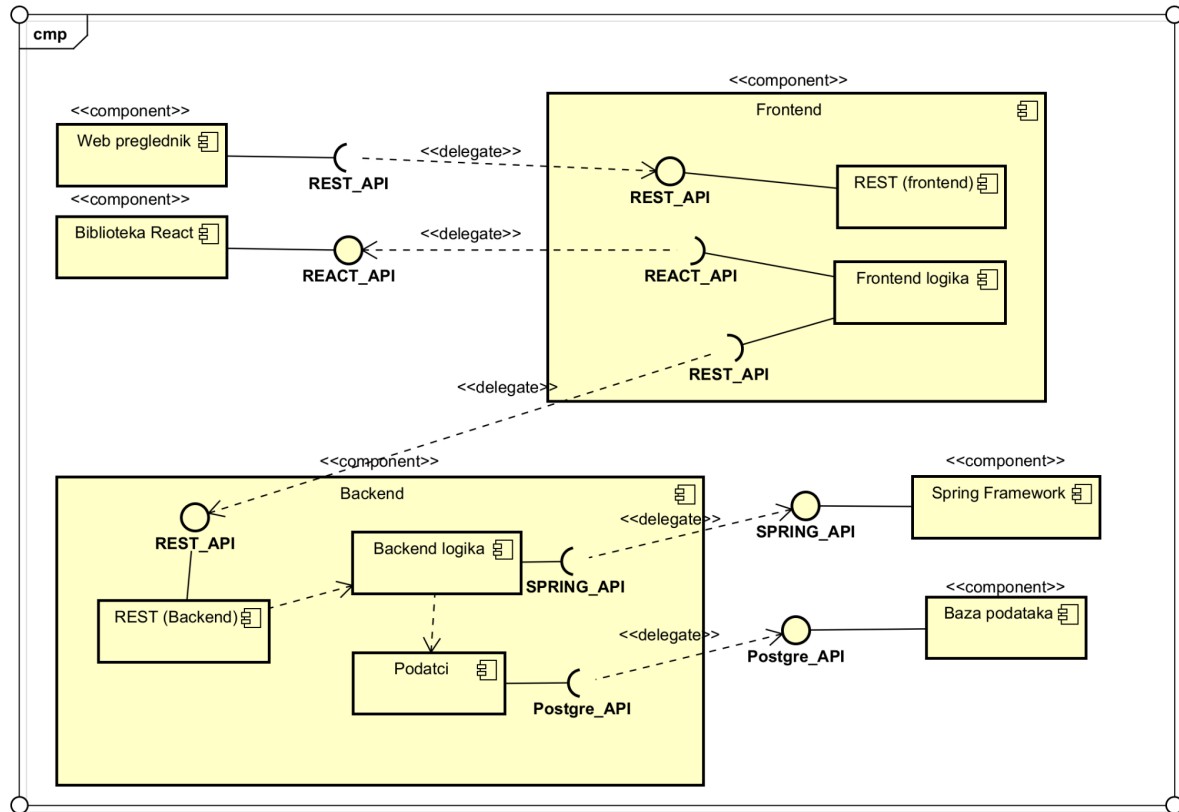 cmp
<<component>>
Frontend
<<component>>
Web preglednik
REST_API
<<delegate>>
REST_API
REST (frontend)
<<component>>
Biblioteka React
REACT_API
<<delegate>>
REACT_API
Frontend logika
REST_API
<<delegate>>
<<component>>
Backend
REST_API
REST (Backend)
Backend logika
SPRING_API
<<delegate>>
SPRING_API
<<component>>
Spring Framework
Podatci
Postgre_API
<<delegate>>
Postgre_API
<<component>>
Baza podataka